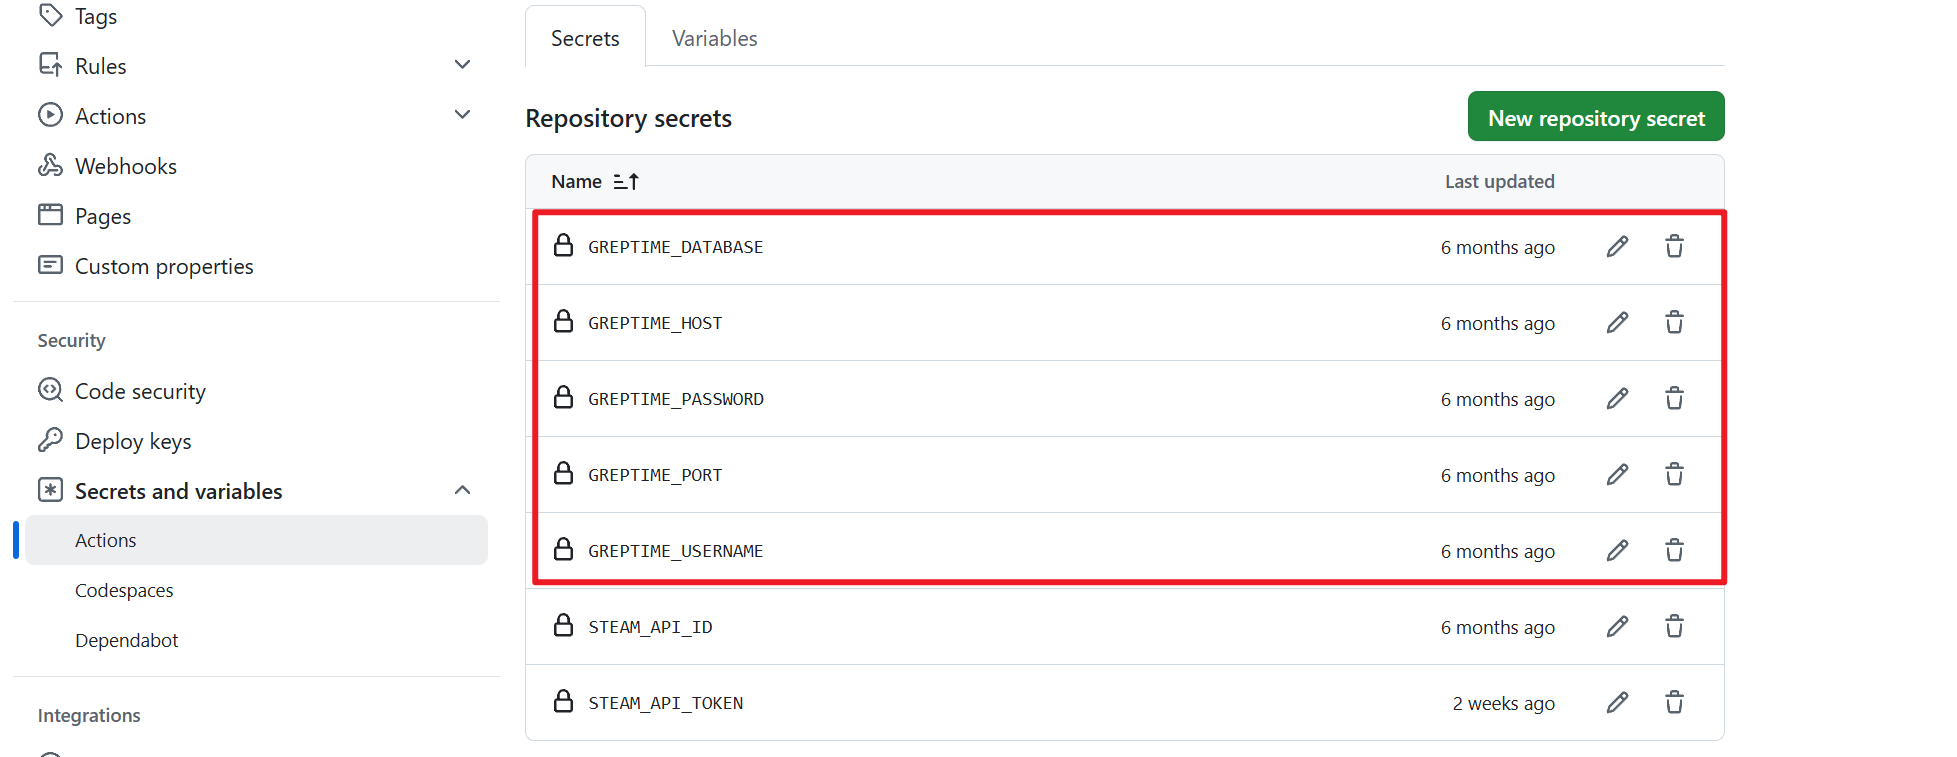 Tags
Rules
Actions
Webhooks
Pages
Custom properties
Security
Code security
Deploy keys
Secrets and variables
Actions
Codespaces
Dependabot
Integrations
Secrets Variables
Repository secrets New repository secret
Name Last updated
GREPTIME_DATABASE 6 months ago
GREPTIME_HOST 6 months ago
GREPTIME_PASSWORD 6 months ago
GREPTIME_PORT 6 months ago
GREPTIME_USERNAME 6 months ago
STEAM_API_ID 6 months ago
STEAM_API_TOKEN 2 weeks ago